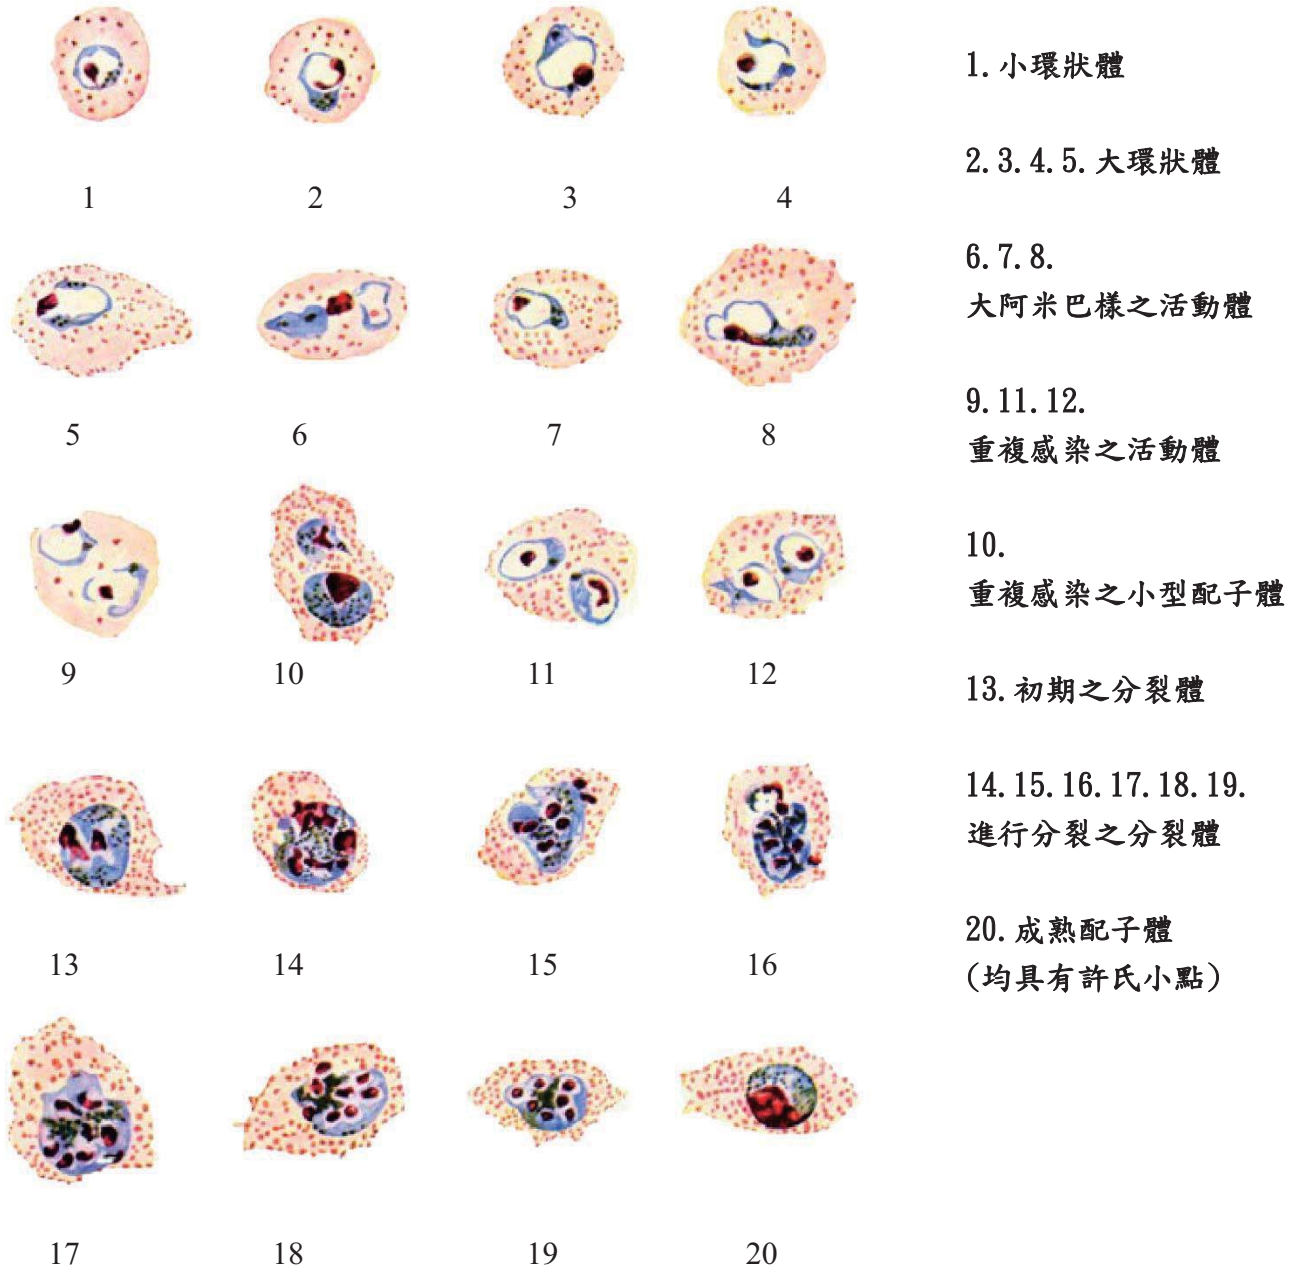 1 2 3 4
5 6 7 8
9 10 11 12
13 14 15 16
17 18 19 20
1.小環狀體
2.3.4.5.大環狀體
6.7.8.
大阿米巴樣之活動體
9.11.12.
重複感染之活動體
10.
重複感染之小型配子體
13.初期之分裂體
14.15.16.17.18.19.
進行分裂之分裂體
20.成熟配子體
(均具有許氏小點)